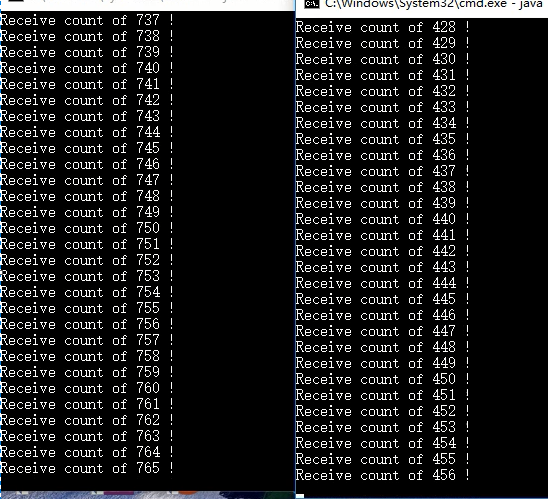 Receive count of 737 !
Receive count of 738 !
Receive count of 739 !
Receive count of 740 !
Receive count of 741 !
Receive count of 742 !
Receive count of 743 !
Receive count of 744 !
Receive count of 745 !
Receive count of 746 !
Receive count of 747 !
Receive count of 748 !
Receive count of 749 !
Receive count of 750 !
Receive count of 751 !
Receive count of 752 !
Receive count of 753 !
Receive count of 754 !
Receive count of 755 !
Receive count of 756 !
Receive count of 757 !
Receive count of 758 !
Receive count of 759 !
Receive count of 760 !
Receive count of 761 !
Receive count of 762 !
Receive count of 763 !
Receive count of 764 !
Receive count of 765 !
C:\Windows\System32\cmd.exe - java
Receive count of 428 !
Receive count of 429 !
Receive count of 430 !
Receive count of 431 !
Receive count of 432 !
Receive count of 433 !
Receive count of 434 !
Receive count of 435 !
Receive count of 436 !
Receive count of 437 !
Receive count of 438 !
Receive count of 439 !
Receive count of 440 !
Receive count of 441 !
Receive count of 442 !
Receive count of 443 !
Receive count of 444 !
Receive count of 445 !
Receive count of 446 !
Receive count of 447 !
Receive count of 448 !
Receive count of 449 !
Receive count of 450 !
Receive count of 451 !
Receive count of 452 !
Receive count of 453 !
Receive count of 454 !
Receive count of 455 !
Receive count of 456 !